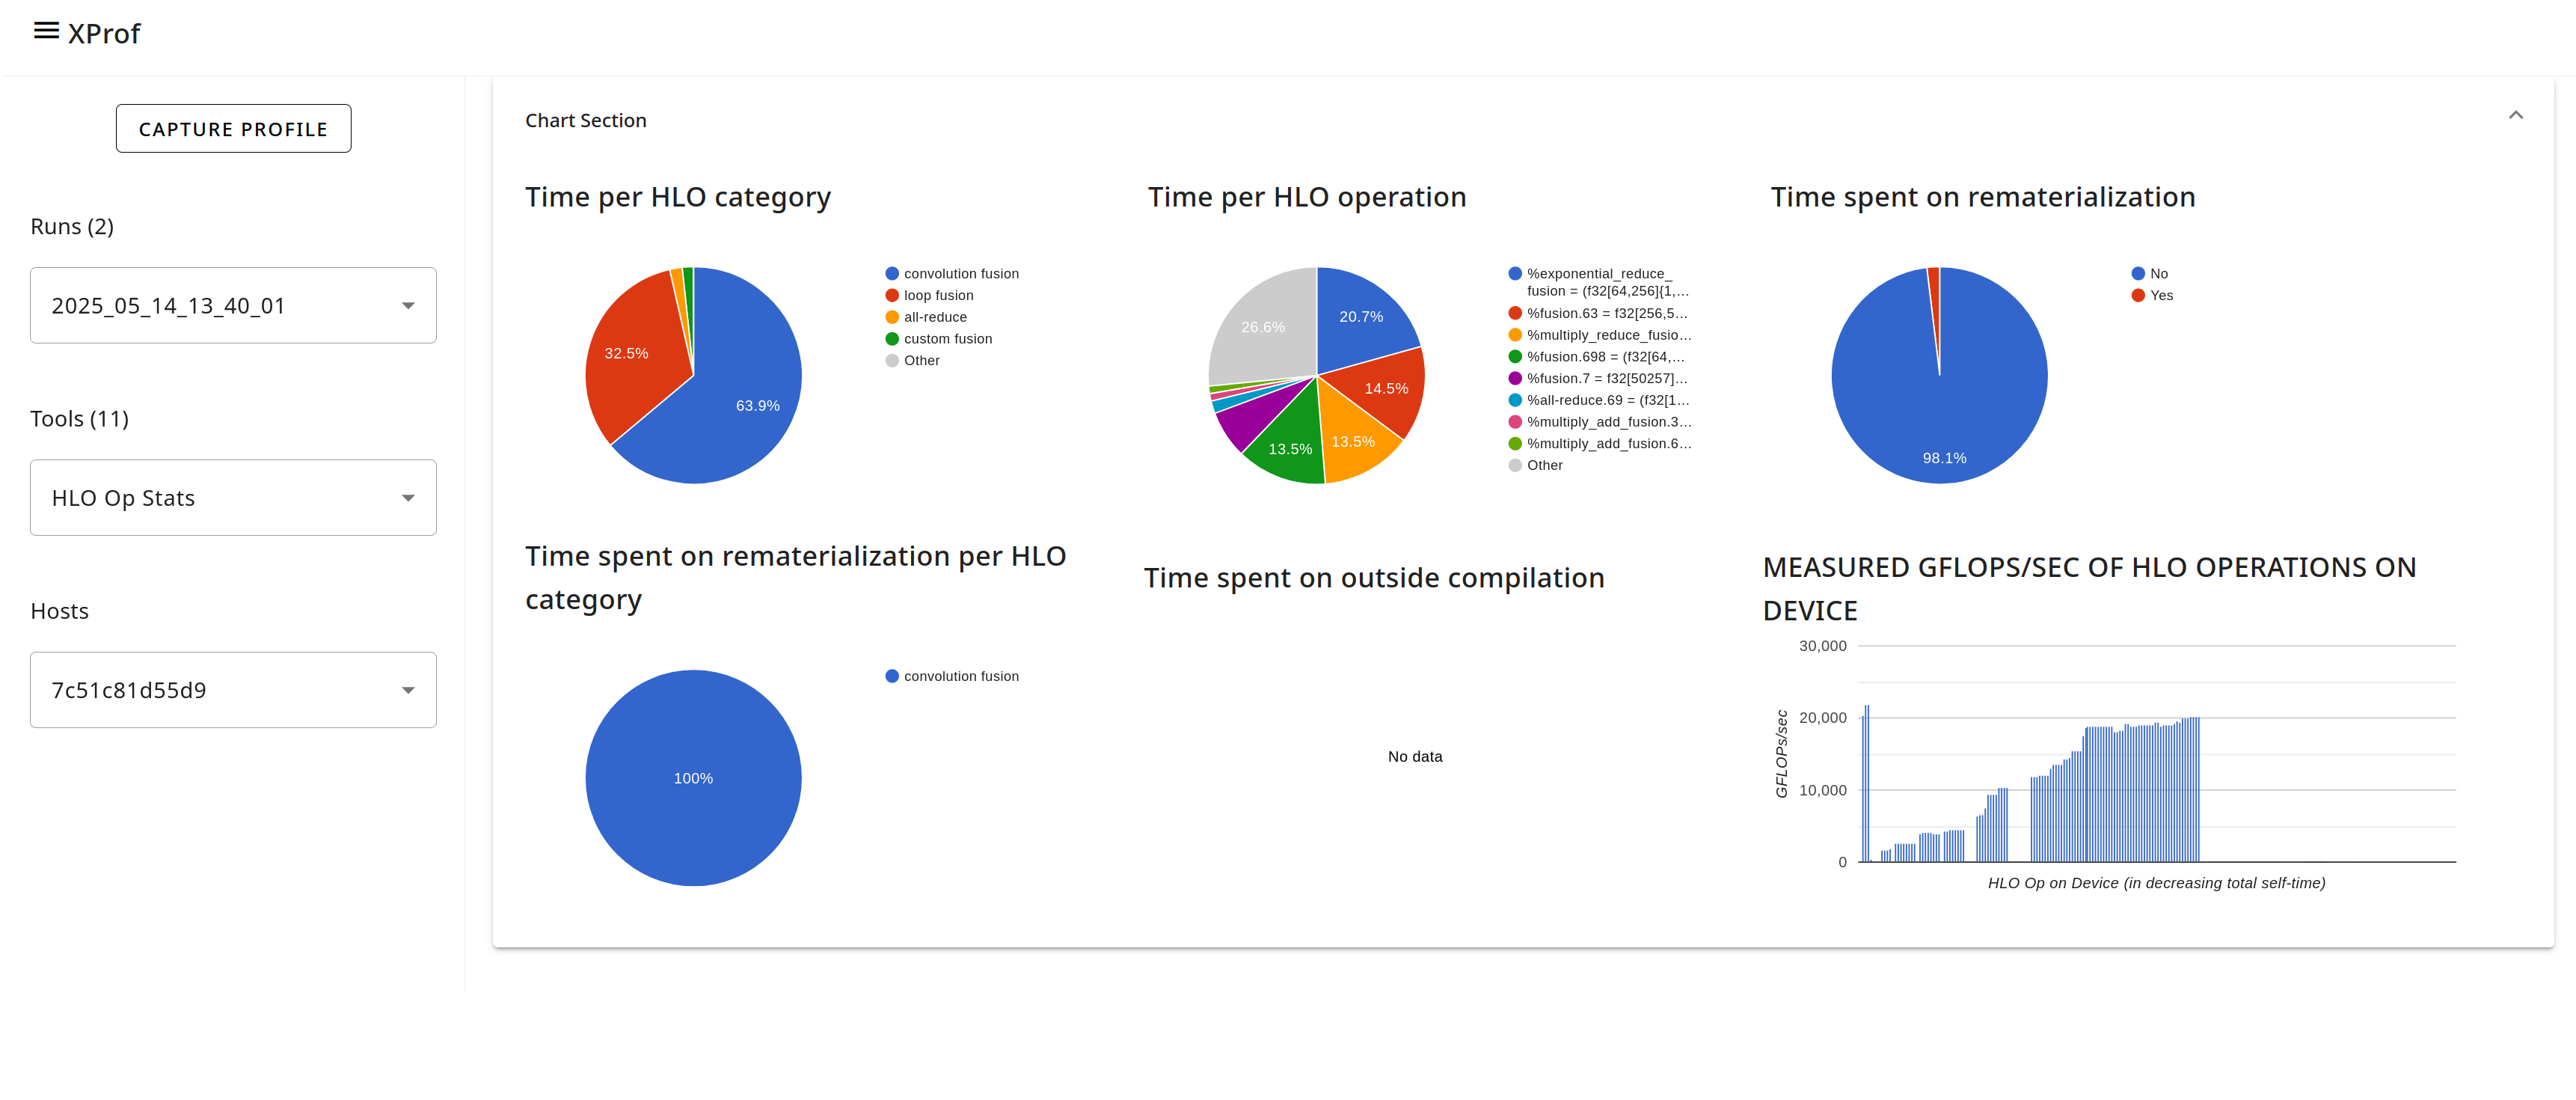 XProf
CAPTURE PROFILE
Runs (2)
2025_05_14_13_40_01
Tools (11)
HLO Op Stats
Hosts
7c51c81d55d9
Chart Section
Time per HLO category
63.9%
32.5%
convolution fusion
loop fusion
all-reduce
custom fusion
Other
Time per HLO operation
20.7%
14.5%
13.5%
13.5%
26.6%
%exponential_reduce_
fusion = (f32[64,256]{1,...
%fusion.63 = f32[256,5...
%multiply_reduce_fusio...
%fusion.698 = (f32[64,...
%fusion.7 = f32[50257]...
%all-reduce.69 = (f32[1...
%multiply_add_fusion.3...
%multiply_add_fusion.6...
Other
Time spent on rematerialization
98.1%
No
Yes
Time spent on rematerialization per HLO
category
100%
convolution fusion
Time spent on outside compilation
No data
MEASURED GFLOPS/SEC OF HLO OPERATIONS ON
DEVICE
GFLOPs/sec
30,000
20,000
10,000
0
HLO Op on Device (in decreasing total self-time)